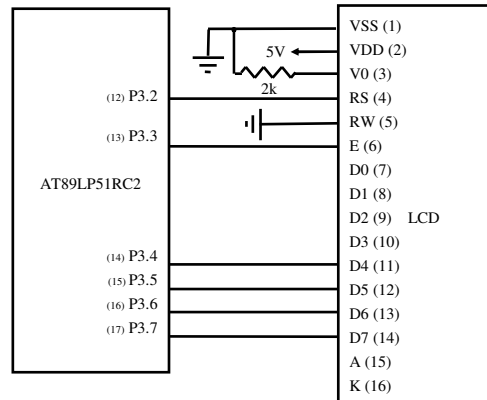 VSS (1)
5V
VDD (2)
V0 (3)
2k
(12) P3.2
RS (4)
RW (5)
(13) P3.3
E (6)
D0 (7)
D1 (8)
AT89LP51RC2
D2 (9) LCD
D3 (10)
(14) P3.4
D4 (11)
(15) P3.5
D5 (12)
(16) P3.6
D6 (13)
(17) P3.7
D7 (14)
A (15)
K (16)